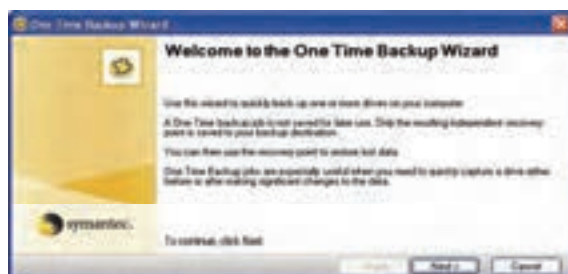 One Time Backup Wizard
Welcome to the One Time Backup Wizard
Use this wizard to quickly back up one or more drives on your computer.
A One Time backup job is not saved for later use. Only the resulting independent recovery
point is saved to your backup destination.
You can then use the recovery point to restore lost data.
One Time Backup jobs are especially useful when you need to quickly capture a drive either
before or after making significant changes to the data.
symantec.
To continue, click Next.
Next > Cancel